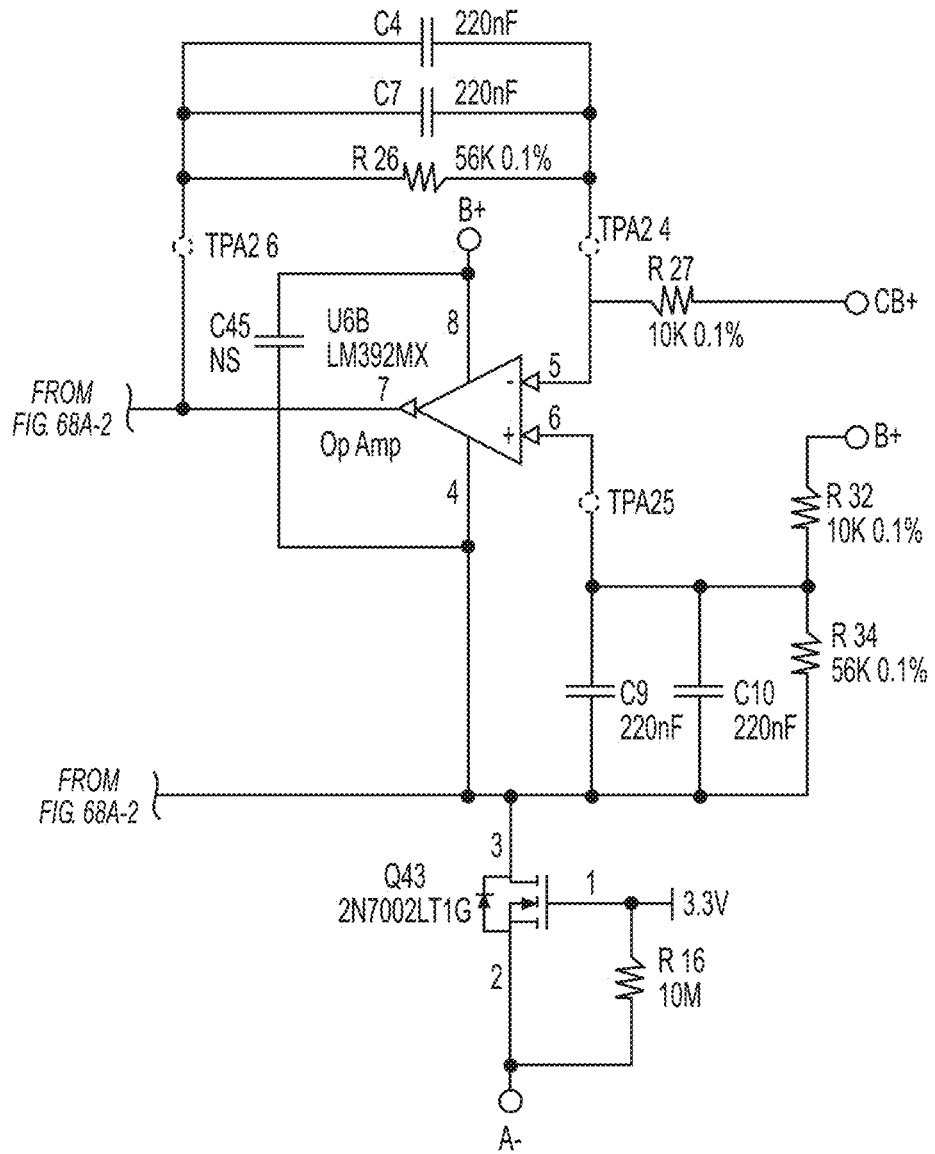 C4 220nF
C7 220nF
R 26 56K 0.1%
B+
TPA2 6
TPA2 4
R 27
10K 0.1%
CB+
C45
NS
U6B
LM392MX
8
7
5
-
6
+
FROM
FIG. 68A-2
Op Amp
B+
4
TPA25
R 32
10K 0.1%
R 34
56K 0.1%
C9
220nF
C10
220nF
FROM
FIG. 68A-2
3
Q43
2N7002LT1G
1
3.3V
2
R 16
10M
A-